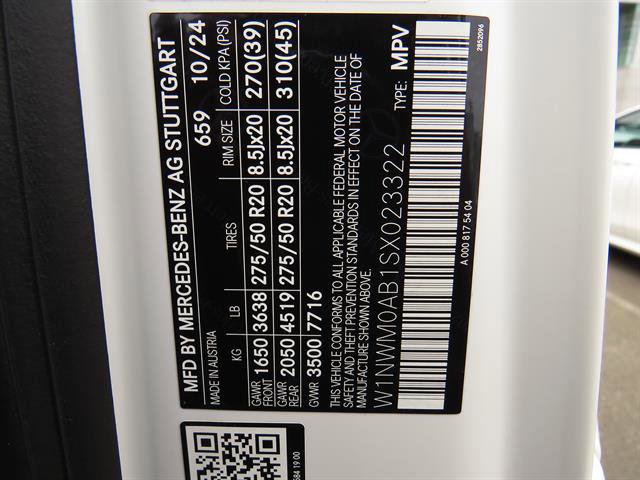 MFD BY MERCEDES-BENZ AG STUTTGART
MADE IN AUSTRIA 659 10/24
KG LB TIRES RIM SIZE COLD KPA (PSI)
GAWR FRONT 1650 3638 275/50 R20 8.5Jx20 270(39)
GAWR REAR 2050 4519 275/50 R20 8.5Jx20 310(45)
GVWR 3500 7716
THIS VEHICLE CONFORMS TO ALL APPLICABLE FEDERAL MOTOR VEHICLE
SAFETY AND THEFT PREVENTION STANDARDS IN EFFECT ON THE DATE OF
MANUFACTURE SHOWN ABOVE.
W1NWM0AB1SX023322 TYPE: MPV
A 000 817 54 04
2852096
684 19 00